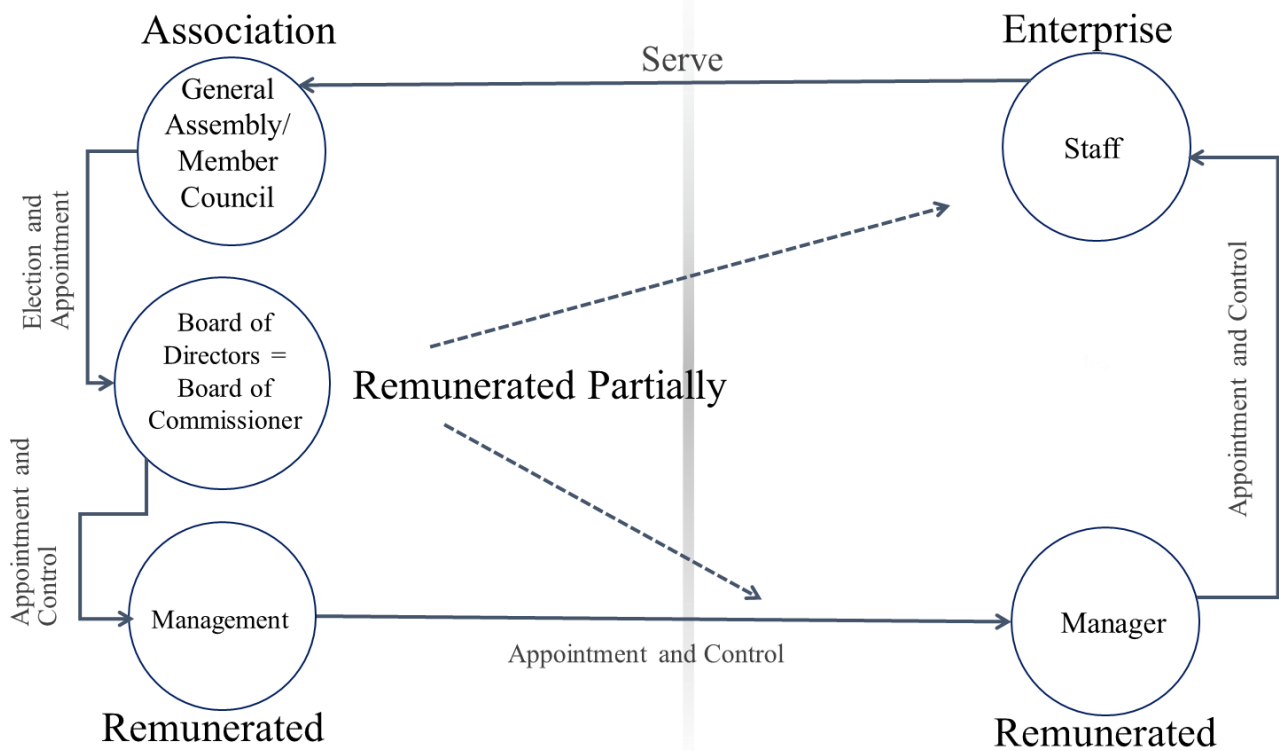 Association
Enterprise
Serve
General
Assembly/
Member
Council
Staff
Election and
Appointment
Board of
Directors =
Board of
Commissioner
Remunerated Partially
Appointment and Control
Appointment and
Control
Management
Manager
Appointment and Control
Remunerated
Remunerated